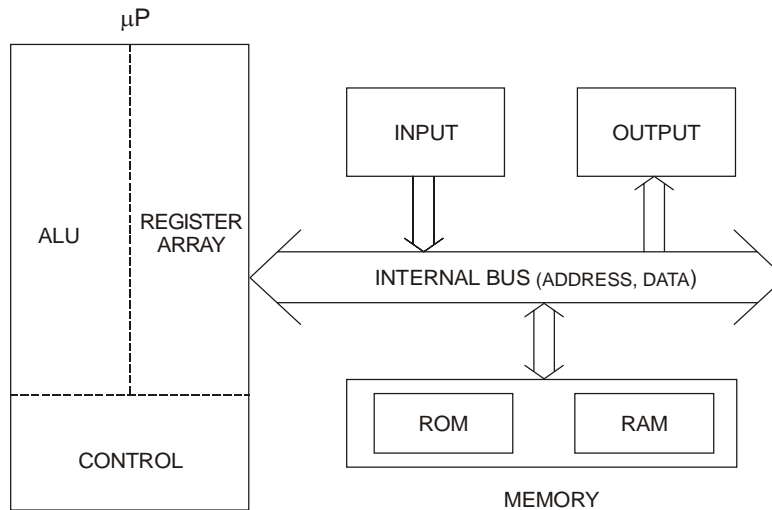 μP
INPUT
OUTPUT
ALU
REGISTER
ARRAY
INTERNAL BUS (ADDRESS, DATA)
ROM
RAM
CONTROL
MEMORY